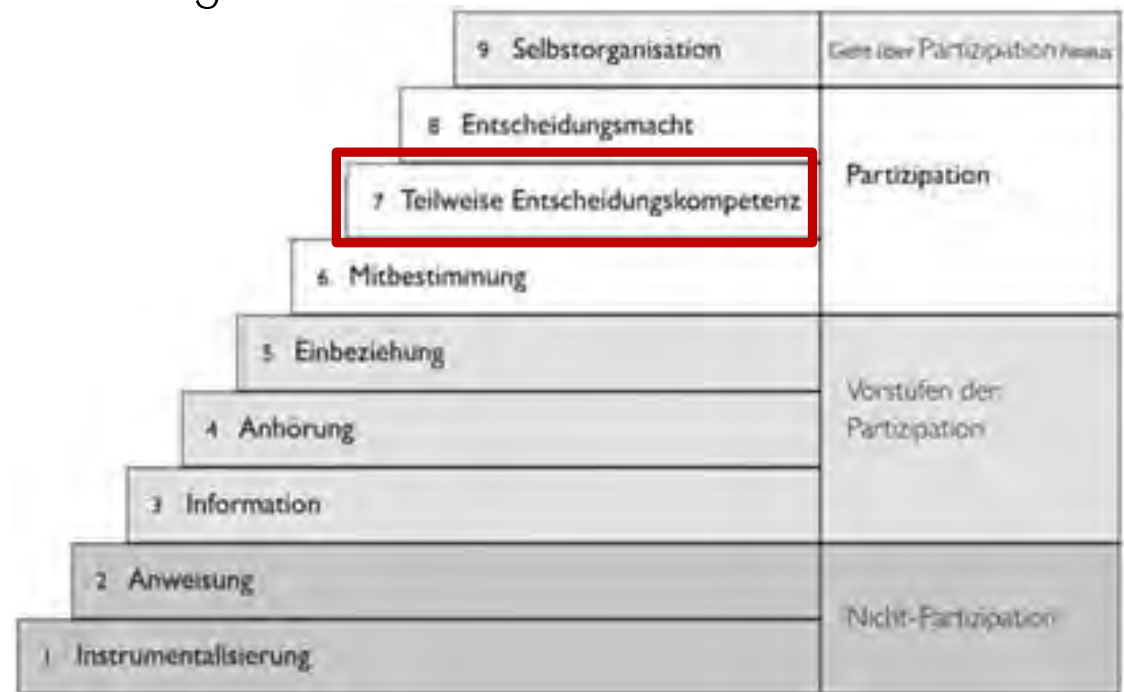 9 Selbstorganisation
Geht über Partizipation hinaus
8 Entscheidungsmacht
7 Teilweise Entscheidungskompetenz
Partizipation
6 Mitbestimmung
5 Einbeziehung
4 Anhörung
Vorstufen der
Partizipation
3 Information
2 Anweisung
1 Instrumentalisierung
Nicht-Partizipation